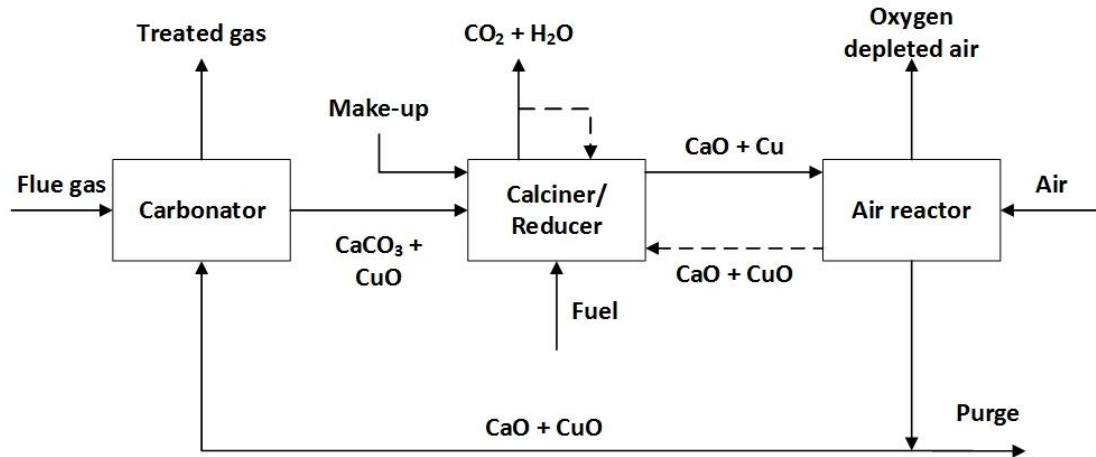 Treated gas
CO₂ + H₂O
Oxygen
depleted air
Make-up
CaO + Cu
Flue gas
Carbonator
Calciner/
Reducer
Air reactor
Air
CaCO₃ +
CuO
CaO + CuO
Fuel
CaO + CuO
Purge